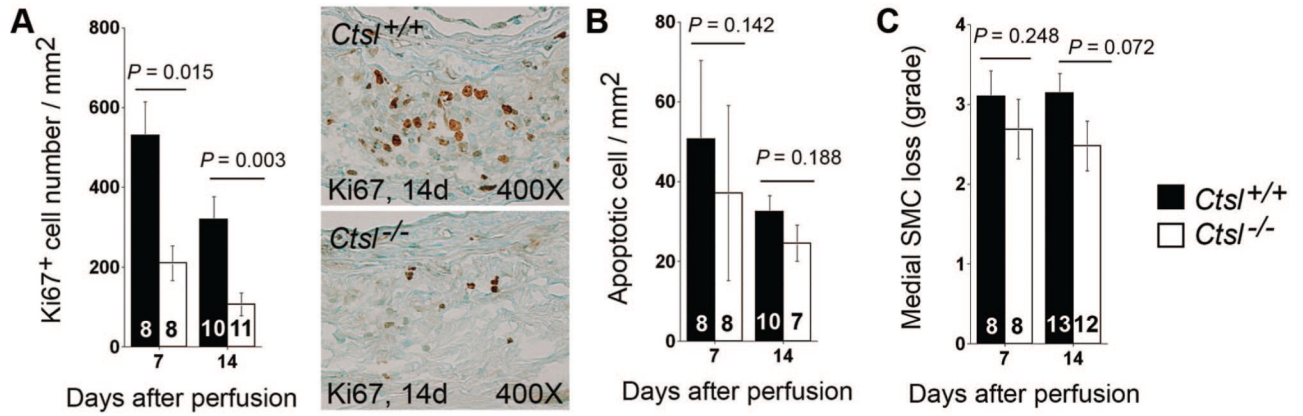 A
Ki67+ cell number / mm2
800
600
400
200
0
P = 0.015
P = 0.003
8 8 10 11
7 14
Days after perfusion
Ctsl+/+
Ki67, 14d 400X
Ctsl-/-
Ki67, 14d 400X
B
Apoptotic cell / mm2
80
60
40
20
0
P = 0.142
P = 0.188
8 8 10 7
7 14
Days after perfusion
C
Medial SMC loss (grade)
4
3
2
1
0
P = 0.248
P = 0.072
8 8 13 12
7 14
Days after perfusion
Ctsl+/+
Ctsl-/-